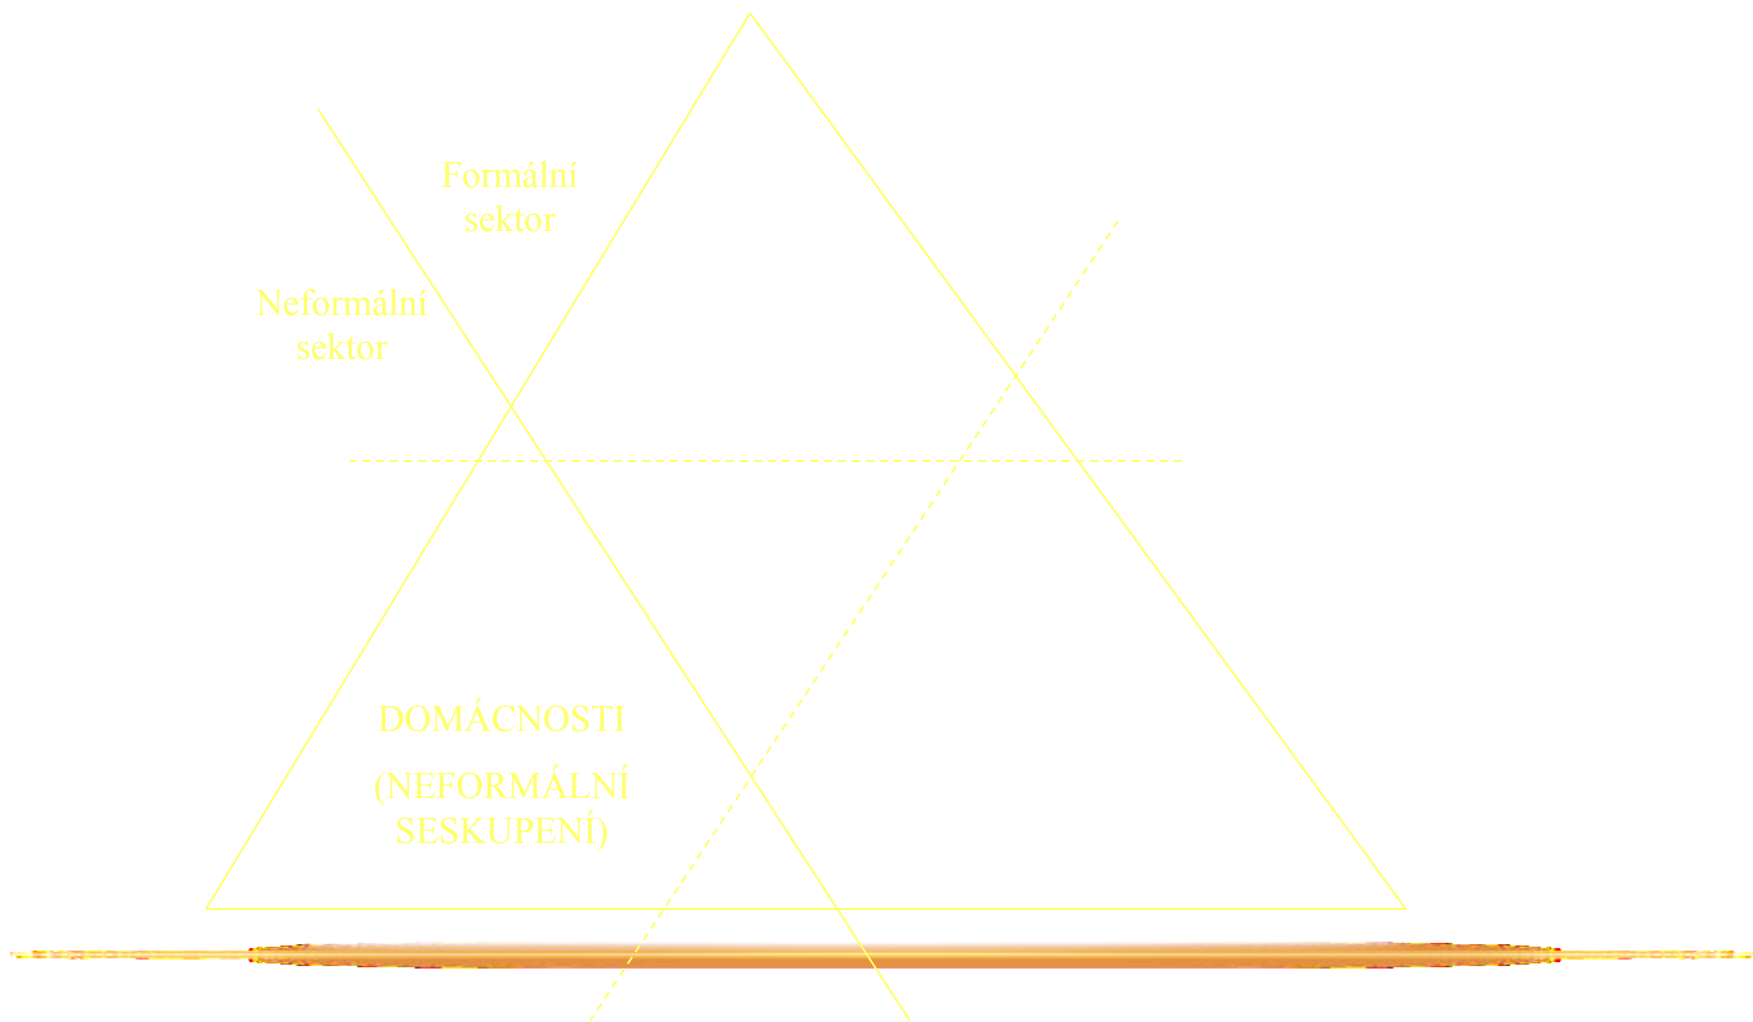 Formální
sektor
Neformální
sektor
DOMÁCNOSTI
(NEFORMÁLNÍ
SESKUPENÍ)